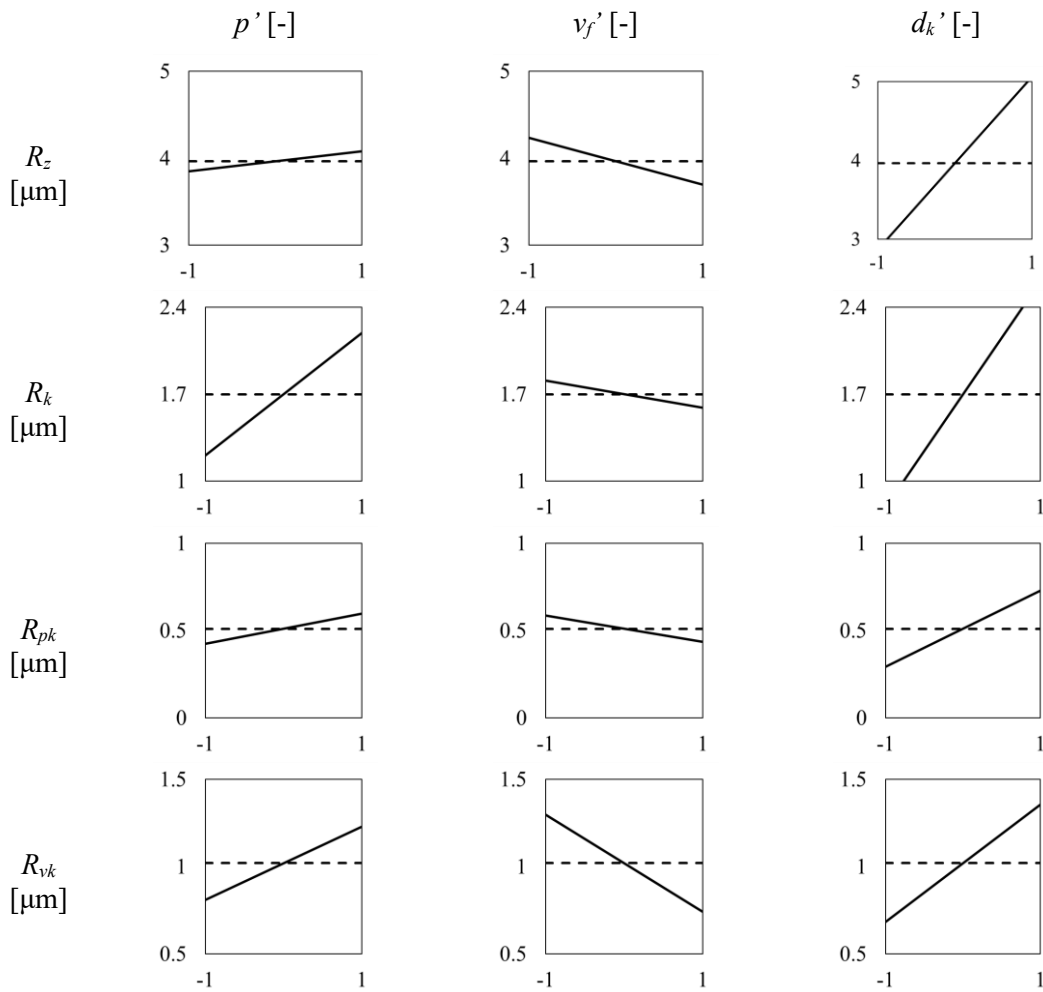 p’ [-] v_f’ [-] d_k’ [-]
5 5 5
R_z
[μm]
4 4 4
3 3 3
-1 1 -1 1 -1 1
2.4 2.4 2.4
R_k
[μm]
1.7 1.7 1.7
1 1 1
-1 1 -1 1 -1 1
1 1 1
R_pk
[μm]
0.5 0.5 0.5
0 0 0
-1 1 -1 1 -1 1
1.5 1.5 1.5
R_vk
[μm]
1 1 1
0.5 0.5 0.5
-1 1 -1 1 -1 1